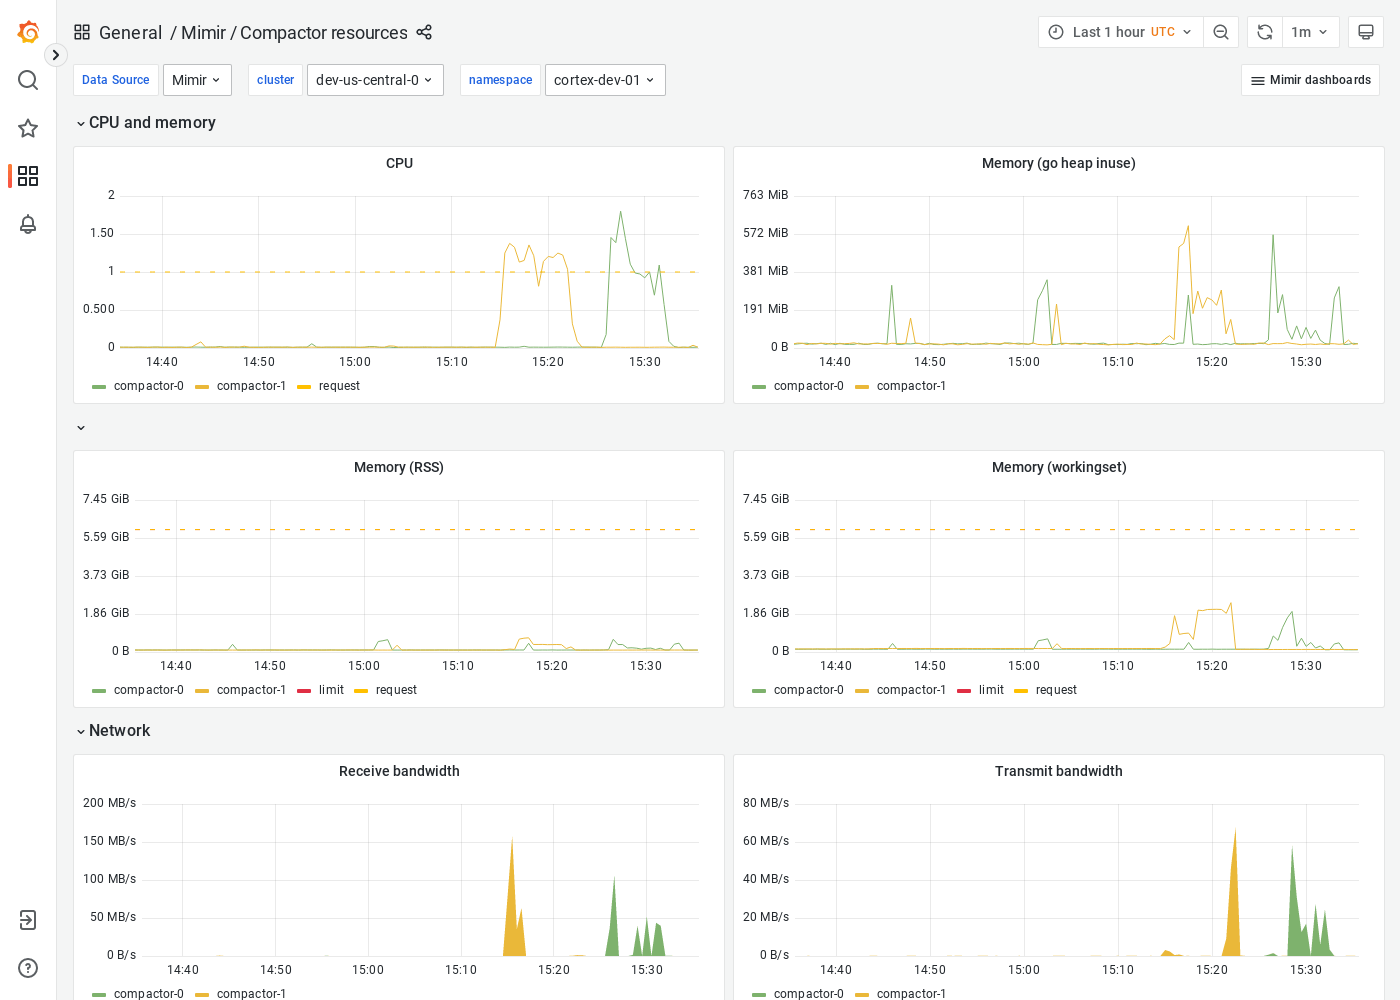 General / Mimir / Compactor resources
Last 1 hour UTC
1m
Data Source Mimir cluster dev-us-central-0 namespace cortex-dev-01
Mimir dashboards
CPU and memory
CPU
2
1.50
1
0.500
0
14:40 14:50 15:00 15:10 15:20 15:30
compactor-0 compactor-1 request
Memory (go heap inuse)
763 MiB
572 MiB
381 MiB
191 MiB
0 B
14:40 14:50 15:00 15:10 15:20 15:30
compactor-0 compactor-1
Memory (RSS)
7.45 GiB
5.59 GiB
3.73 GiB
1.86 GiB
0 B
14:40 14:50 15:00 15:10 15:20 15:30
compactor-0 compactor-1 limit request
Memory (workingset)
7.45 GiB
5.59 GiB
3.73 GiB
1.86 GiB
0 B
14:40 14:50 15:00 15:10 15:20 15:30
compactor-0 compactor-1 limit request
Network
Receive bandwidth
200 MB/s
150 MB/s
100 MB/s
50 MB/s
0 B/s
14:40 14:50 15:00 15:10 15:20 15:30
compactor-0 compactor-1
Transmit bandwidth
80 MB/s
60 MB/s
40 MB/s
20 MB/s
0 B/s
14:40 14:50 15:00 15:10 15:20 15:30
compactor-0 compactor-1